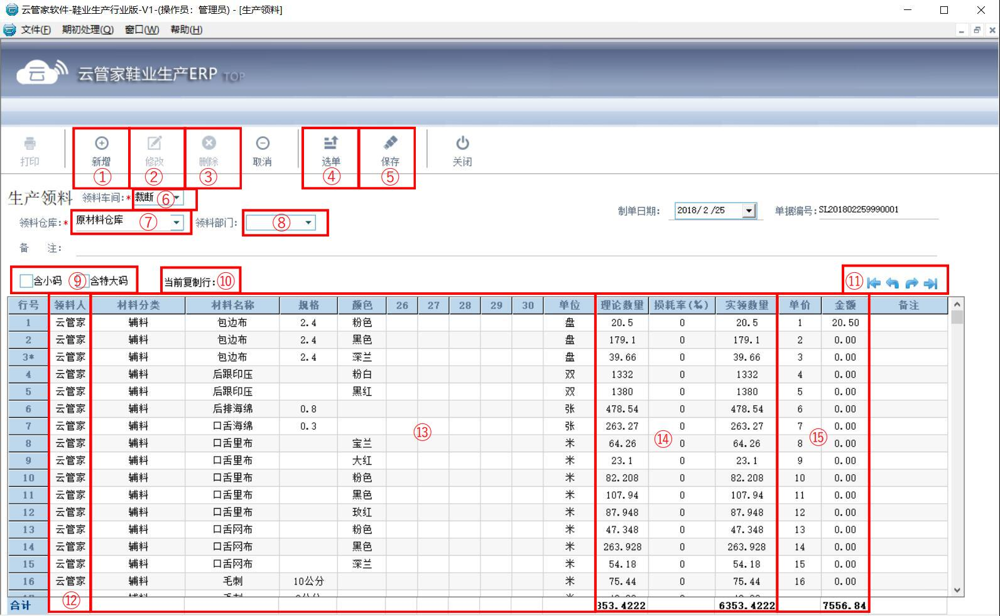 云管家软件-鞋业生产行业版-V1-(操作员：管理员) - [生产领料]
文件(F) 期初处理(Q) 窗口(W) 帮助(H)
云 云管家鞋业生产ERP TOP
打印 新增 修改 删除 取消 选单 保存 关闭
① ② ③ ④ ⑤
生产领料 领料车间:* 裁断 ⑥
制单日期: 2018/ 2 /25 单据编号: SL201802259990001
领料仓库:* 原材料仓库 ⑦ 领料部门: ⑧
备 注:
含小码 ⑨ 含特大码 当前复制行: ⑩ ⑪
行号 领料人 材料分类 材料名称 规格 颜色 26 27 28 29 30 单位 理论数量 损耗率(‰) 实领数量 单价 金额 备注
1 云管家 辅料 包边布 2.4 粉色 盘 20.5 0 20.5 1 20.50
2 云管家 辅料 包边布 2.4 黑色 盘 179.1 0 179.1 2 0.00
3* 云管家 辅料 包边布 2.4 深兰 盘 39.66 0 39.66 3 0.00
4 云管家 辅料 后跟印压 粉白 双 1332 0 1332 4 0.00
5 云管家 辅料 后跟印压 黑红 双 1380 0 1380 5 0.00
6 云管家 辅料 后排海绵 0.8 张 478.54 0 478.54 6 0.00
7 云管家 辅料 口舌海绵 0.3 ⑬ 张 263.27 0 263.27 7 0.00
8 云管家 辅料 口舌里布 宝兰 米 64.26 ⑭ 0 64.26 8 ⑮ 0.00
9 云管家 辅料 口舌里布 大红 米 23.1 0 23.1 9 0.00
10 云管家 辅料 口舌里布 粉色 米 82.208 0 82.208 10 0.00
11 云管家 辅料 口舌里布 黑色 米 107.94 0 107.94 11 0.00
12 云管家 辅料 口舌里布 玫红 米 87.948 0 87.948 12 0.00
13 云管家 辅料 口舌网布 粉色 米 47.348 0 47.348 13 0.00
14 云管家 辅料 口舌网布 黑色 米 263.928 0 263.928 14 0.00
15 云管家 辅料 口舌网布 深兰 米 54.18 0 54.18 15 0.00
16 云管家 辅料 毛刺 10公分 米 75.44 0 75.44 16 0.00
合计 ⑫ 353.4222 6353.4222 7556.84